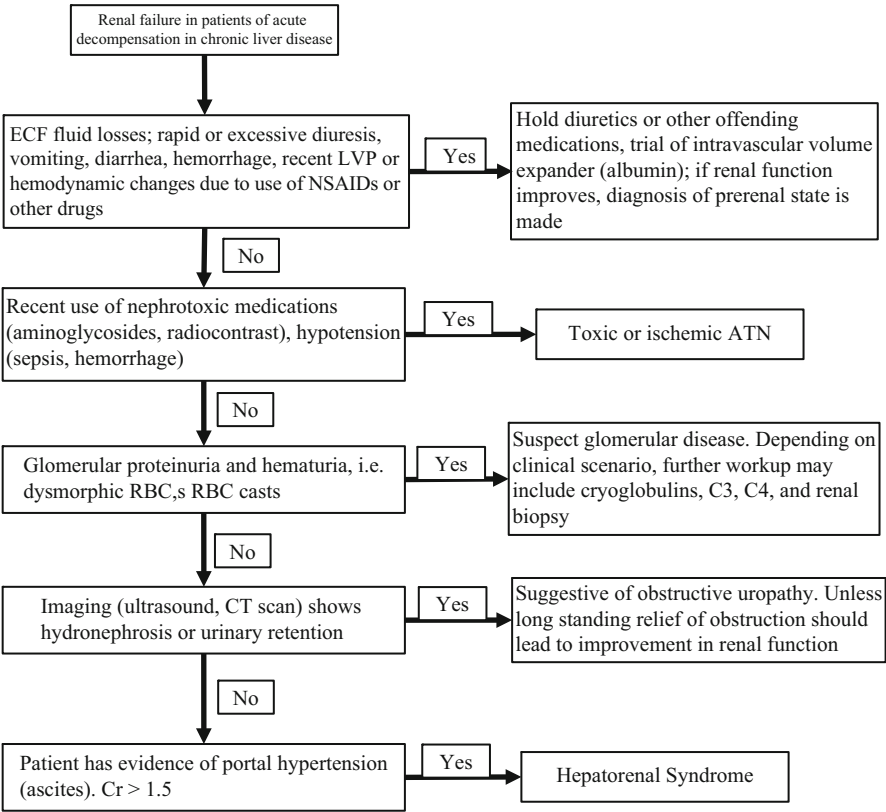 Renal failure in patients of acute
decompensation in chronic liver disease
ECF fluid losses; rapid or excessive diuresis,
vomiting, diarrhea, hemorrhage, recent LVP or
hemodynamic changes due to use of NSAIDs or
other drugs
Yes
Hold diuretics or other offending
medications, trial of intravascular volume
expander (albumin); if renal function
improves, diagnosis of prerenal state is
made
No
Recent use of nephrotoxic medications
(aminoglycosides, radiocontrast), hypotension
(sepsis, hemorrhage)
Yes
Toxic or ischemic ATN
No
Glomerular proteinuria and hematuria, i.e.
dysmorphic RBC,s RBC casts
Yes
Suspect glomerular disease. Depending on
clinical scenario, further workup may
include cryoglobulins, C3, C4, and renal
biopsy
No
Imaging (ultrasound, CT scan) shows
hydronephrosis or urinary retention
Yes
Suggestive of obstructive uropathy. Unless
long standing relief of obstruction should
lead to improvement in renal function
No
Patient has evidence of portal hypertension
(ascites). Cr > 1.5
Yes
Hepatorenal Syndrome